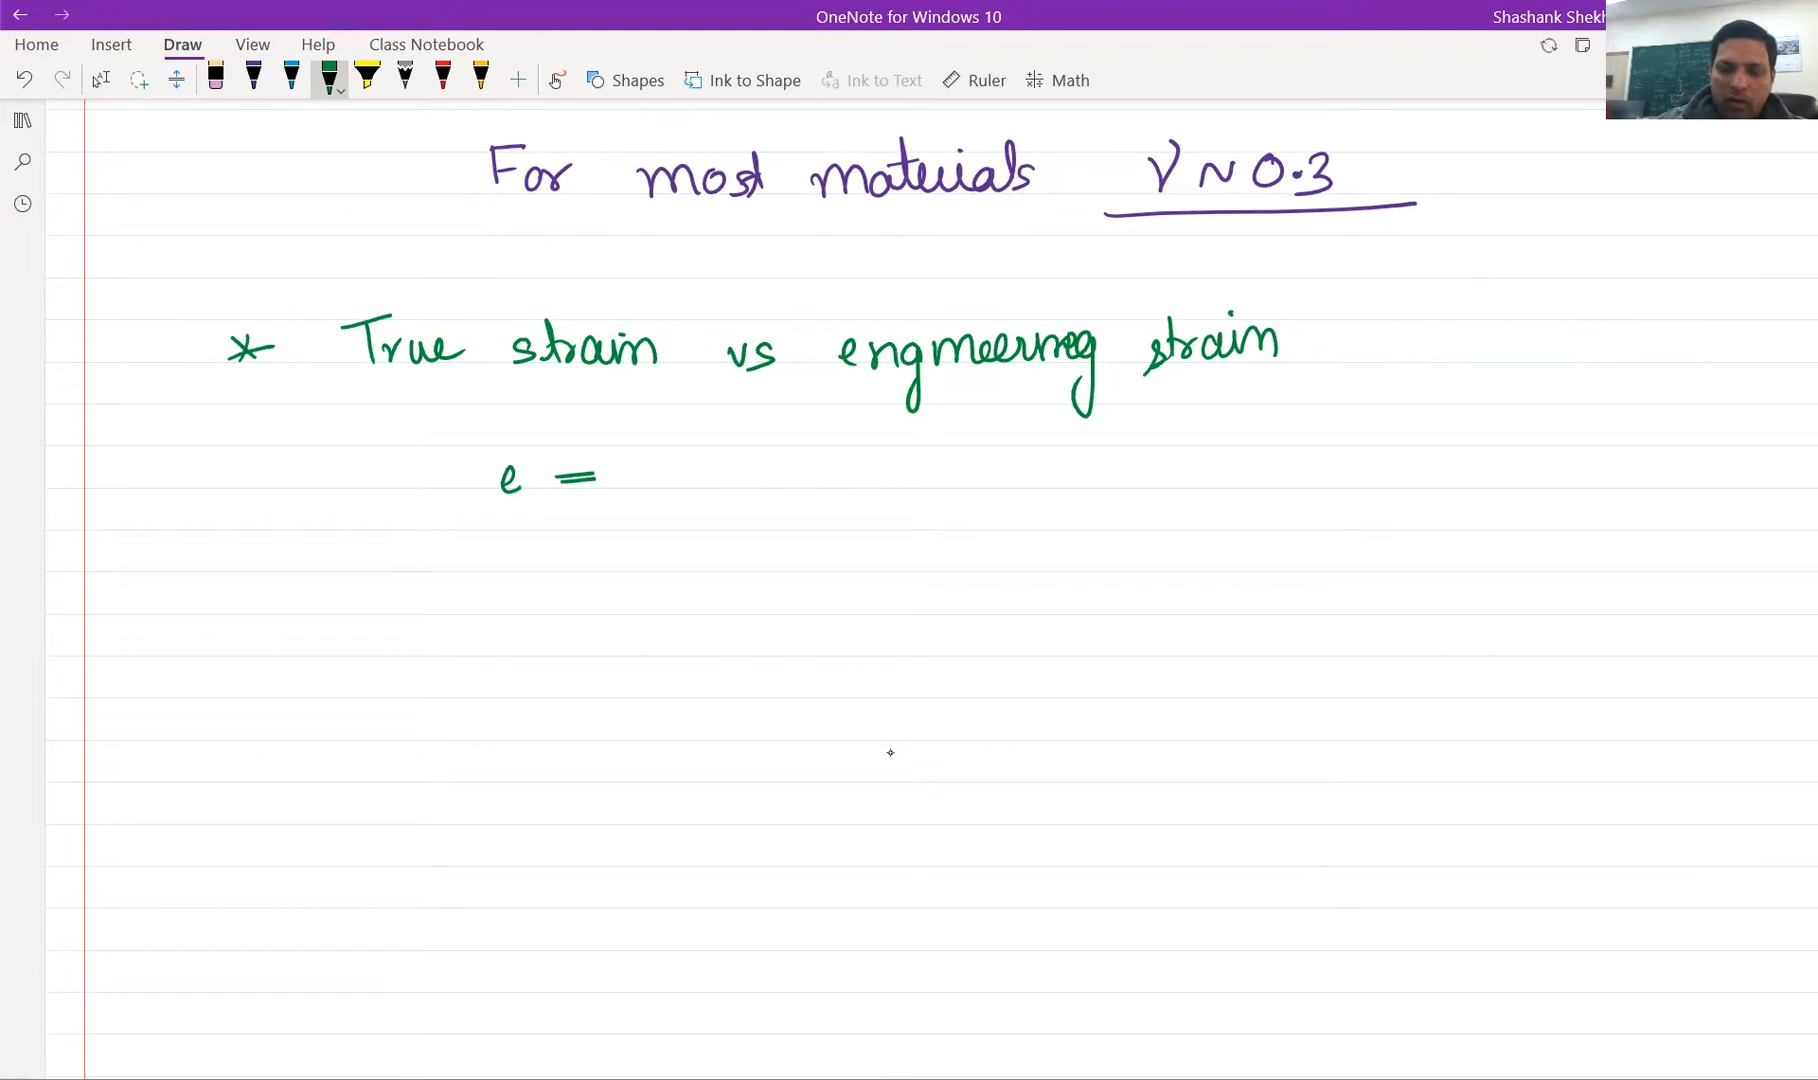 OneNote for Windows 10
Shashank Shekh
Home Insert Draw View Help Class Notebook
Shapes Ink to Shape Ink to Text Ruler Math
For most materials ν ~ 0.3
* True strain vs engineering strain
e =